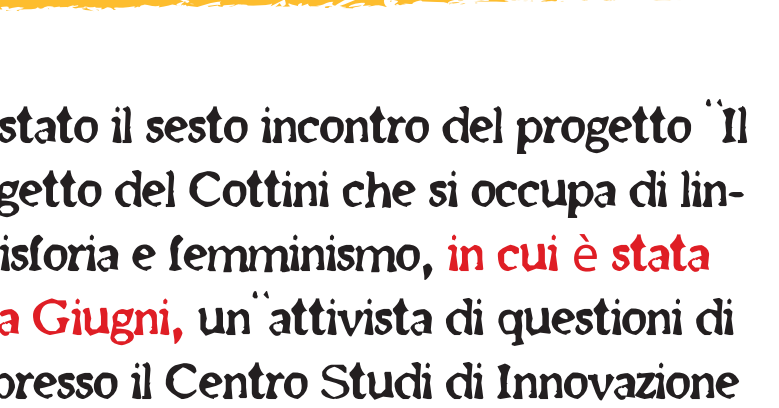 stato il sesto incontro del progetto "Il
getto del Cottini che si occupa di lin-
isforia e femminismo, in cui è stata
a Giugni, un"attivista di questioni di
presso il Centro Studi di Innovazione